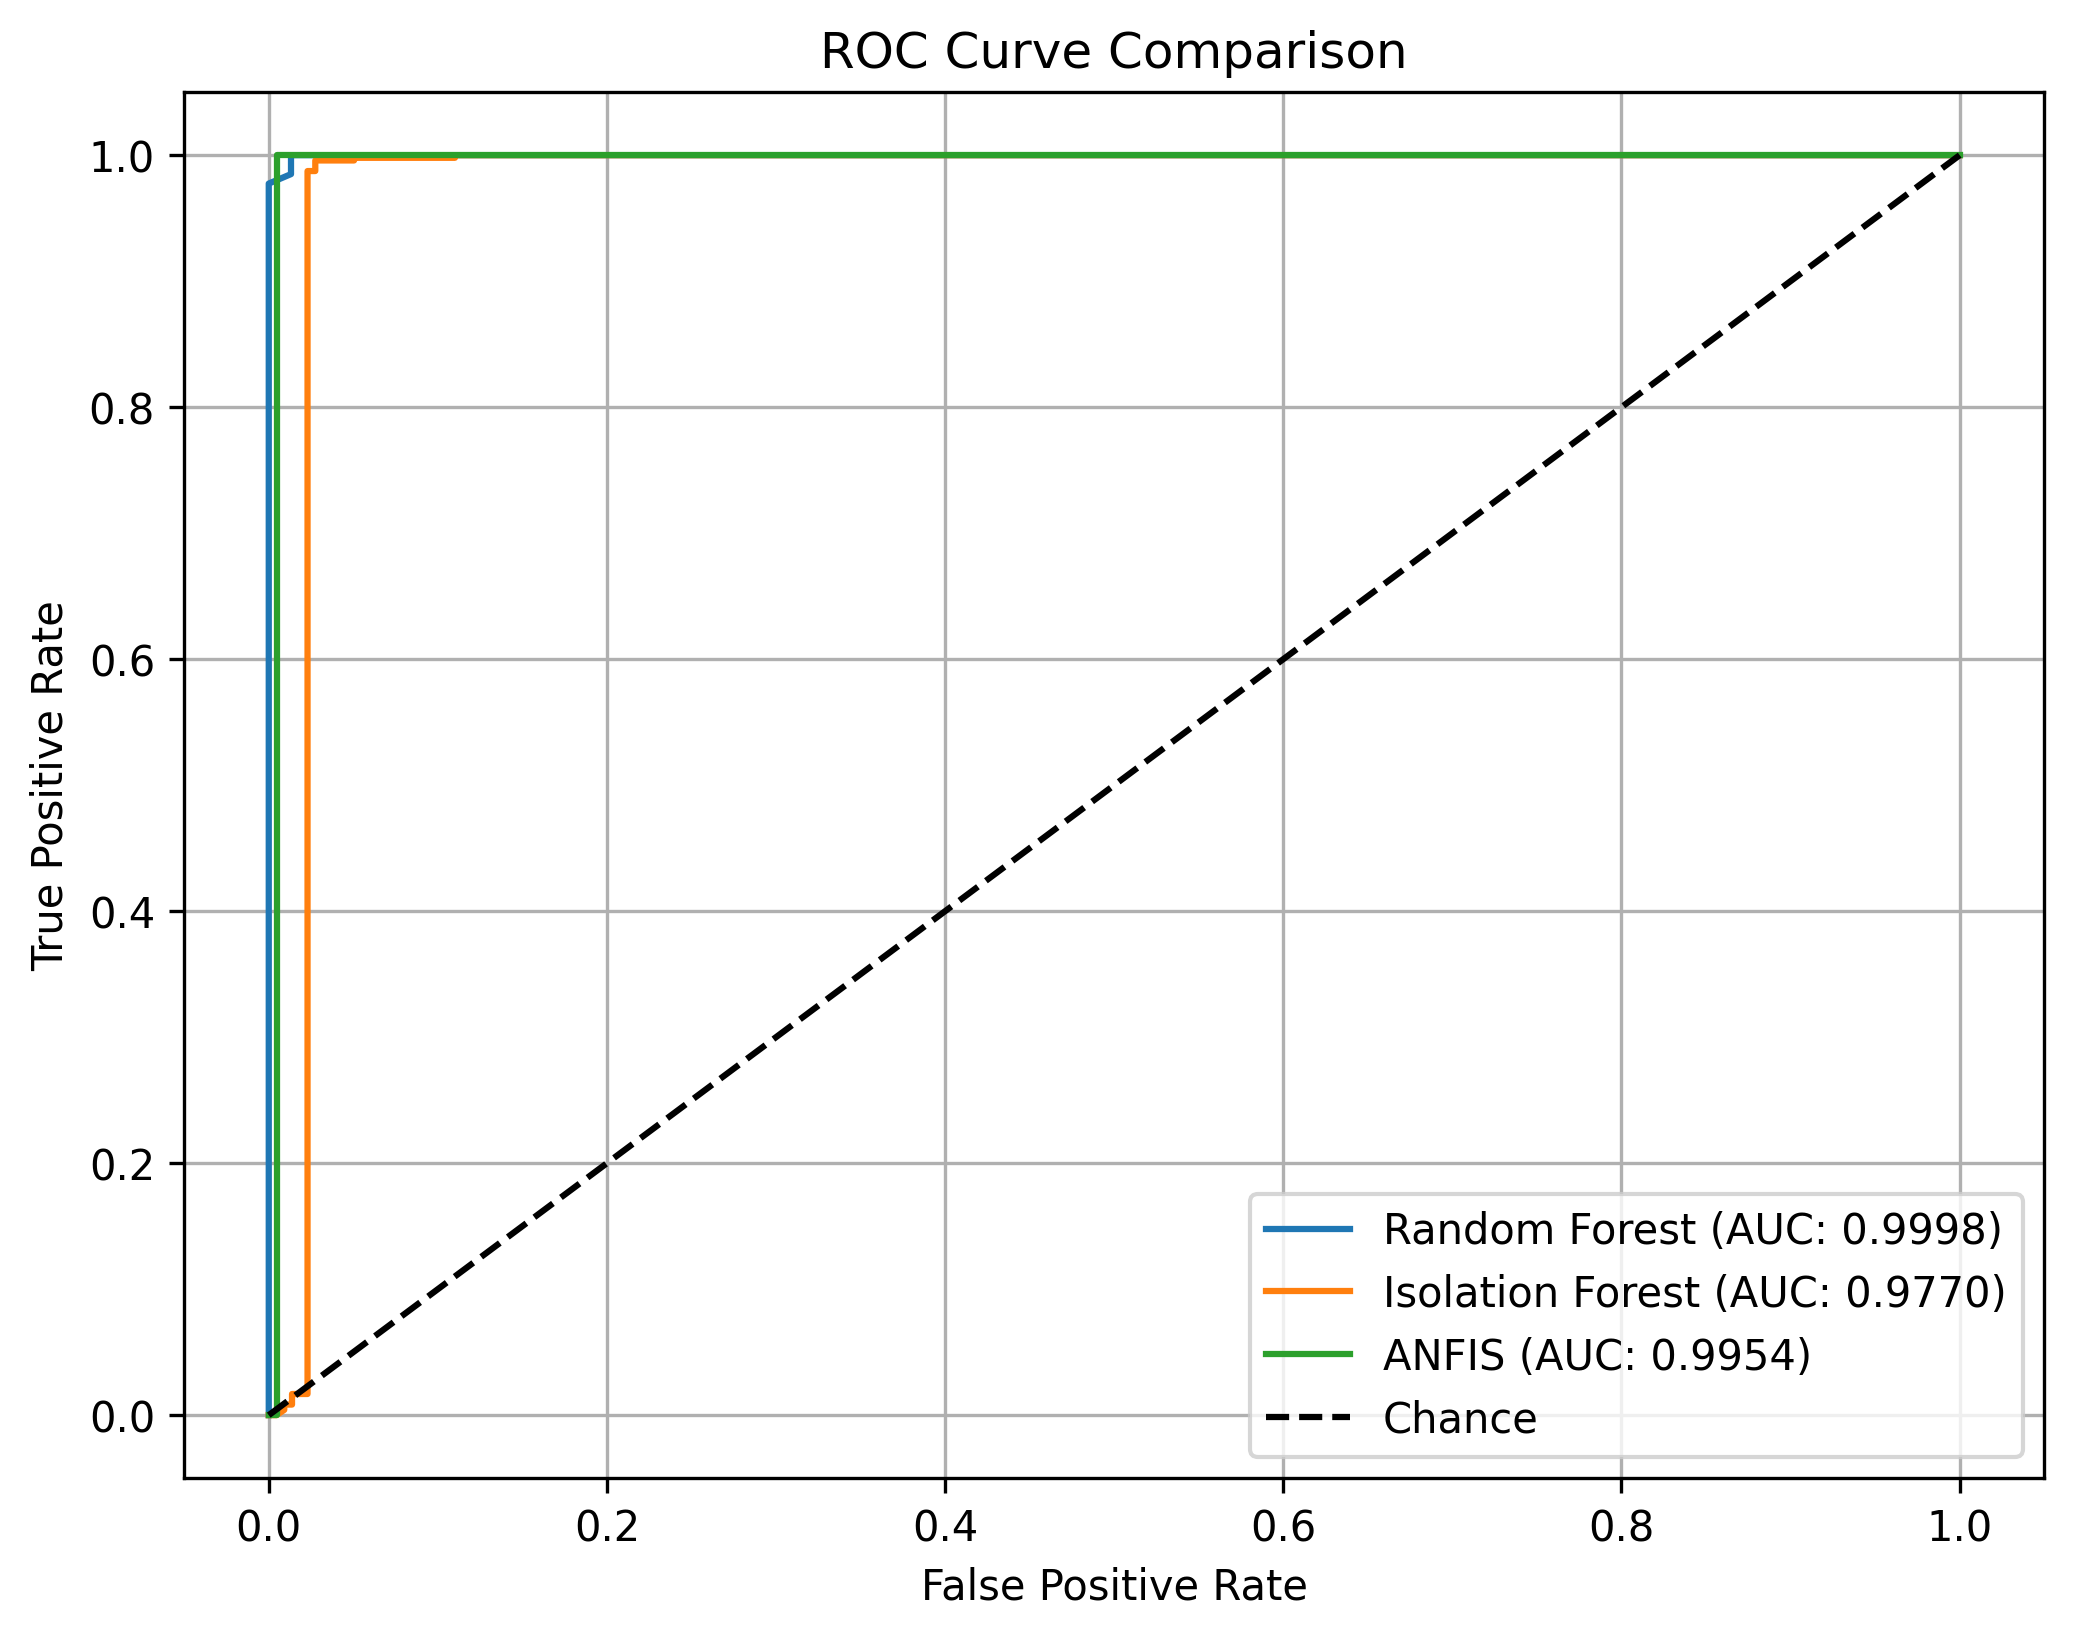 ROC Curve Comparison
1.0
0.8
0.6
0.4
0.2
0.0
True Positive Rate
Random Forest (AUC: 0.9998)
Isolation Forest (AUC: 0.9770)
ANFIS (AUC: 0.9954)
Chance
0.0 0.2 0.4 0.6 0.8 1.0
False Positive Rate